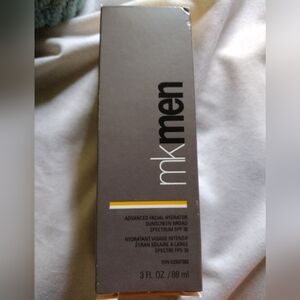 mkmen
ADVANCED FACIAL HYDRATOR
SUNSCREEN BROAD
SPECTRUM SPF 30
HYDRATANT VISAGE INTENSIF
ÉCRAN SOLAIRE À LARGE
SPECTRE FPS 30
3 FL. OZ. / 88 ml